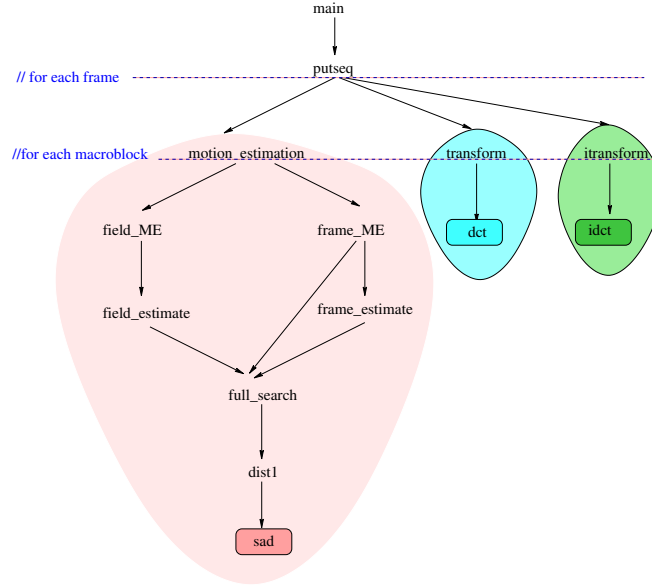 main
putseq
// for each frame
//for each macroblock
motion_estimation
transform
itransform
field_ME
frame_ME
dct
idct
field_estimate
frame_estimate
full_search
dist1
sad